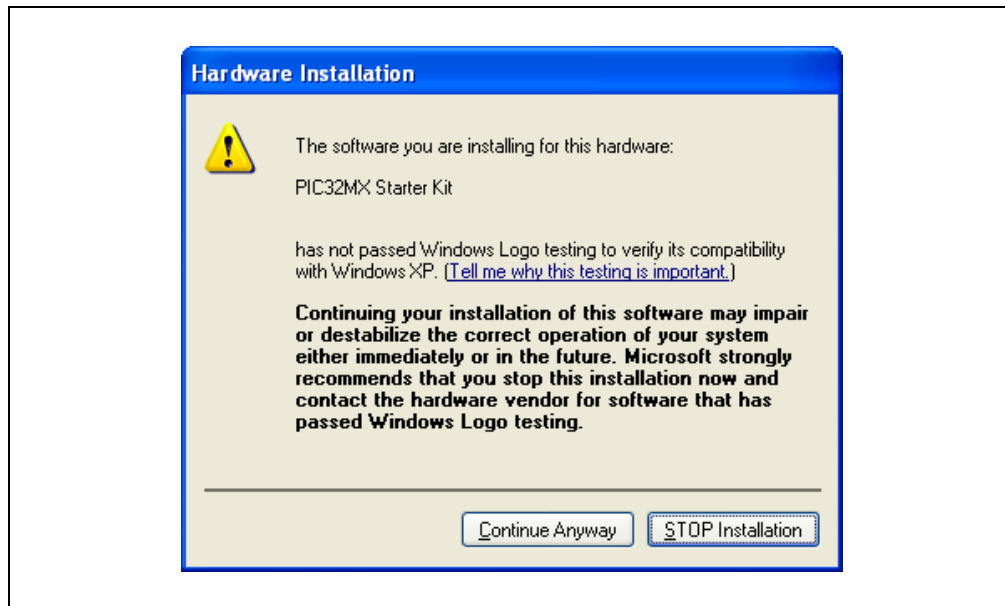 Hardware Installation
The software you are installing for this hardware:
PIC32MX Starter Kit
has not passed Windows Logo testing to verify its compatibility
with Windows XP. (Tell me why this testing is important.)
Continuing your installation of this software may impair
or destabilize the correct operation of your system
either immediately or in the future. Microsoft strongly
recommends that you stop this installation now and
contact the hardware vendor for software that has
passed Windows Logo testing.
Continue Anyway STOP Installation